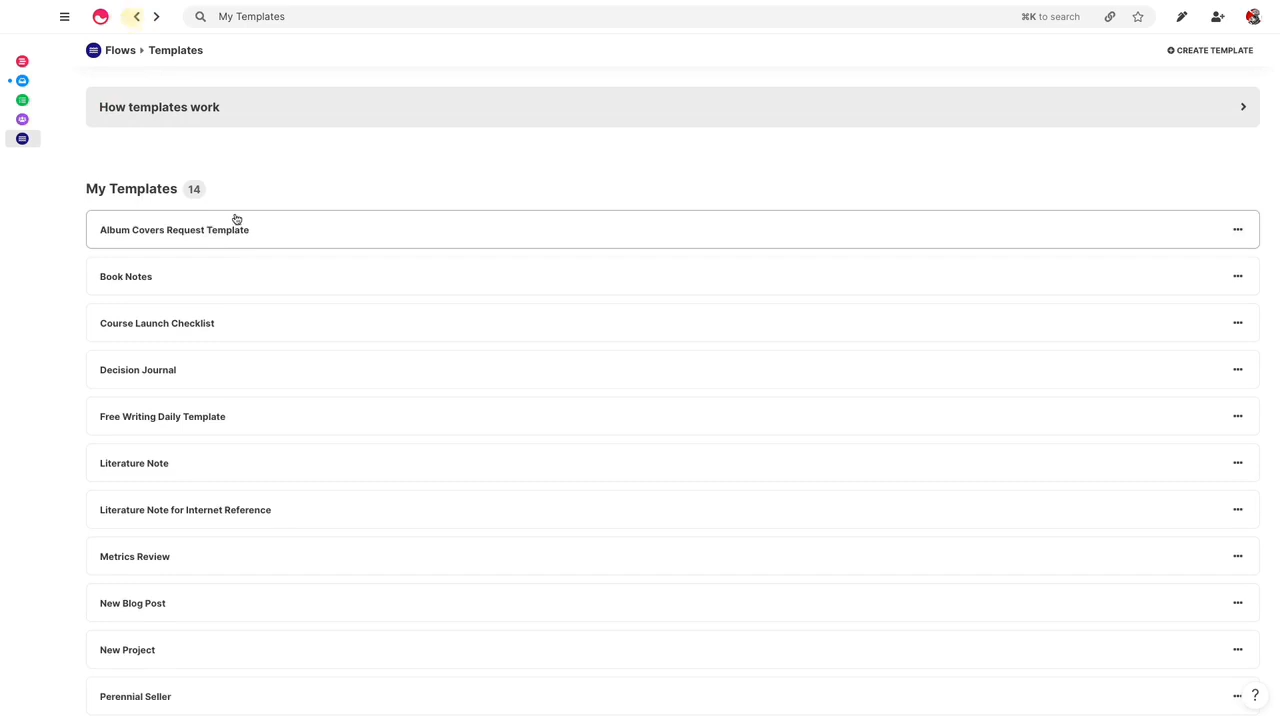 My Templates
⌘K to search
Flows
Templates
CREATE TEMPLATE
How templates work
My Templates 14
Album Covers Request Template
Book Notes
Course Launch Checklist
Decision Journal
Free Writing Daily Template
Literature Note
Literature Note for Internet Reference
Metrics Review
New Blog Post
New Project
Perennial Seller
?